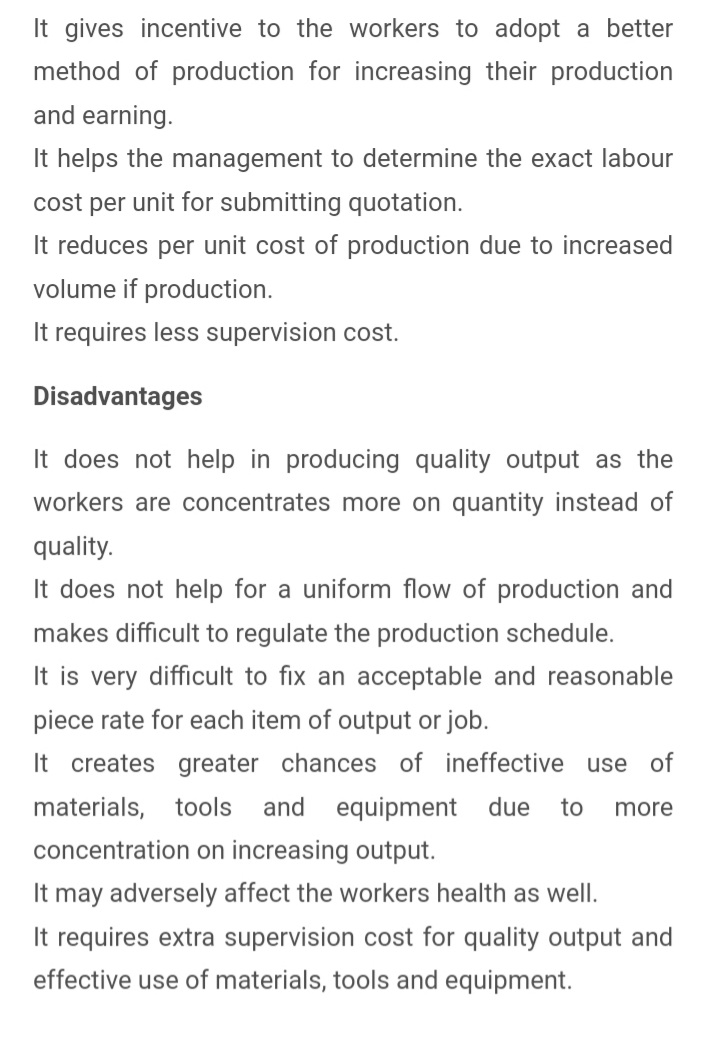 It gives incentive to the workers to adopt a better
method of production for increasing their production
and earning.
It helps the management to determine the exact labour
cost per unit for submitting quotation.
It reduces per unit cost of production due to increased
volume if production.
It requires less supervision cost.
Disadvantages
It does not help in producing quality output as the
workers are concentrates more on quantity instead of
quality.
It does not help for a uniform flow of production and
makes difficult to regulate the production schedule.
It is very difficult to fix an acceptable and reasonable
piece rate for each item of output or job.
It creates greater chances of ineffective use of
materials, tools and equipment due to more
concentration on increasing output.
It may adversely affect the workers health as well.
It requires extra supervision cost for quality output and
effective use of materials, tools and equipment.